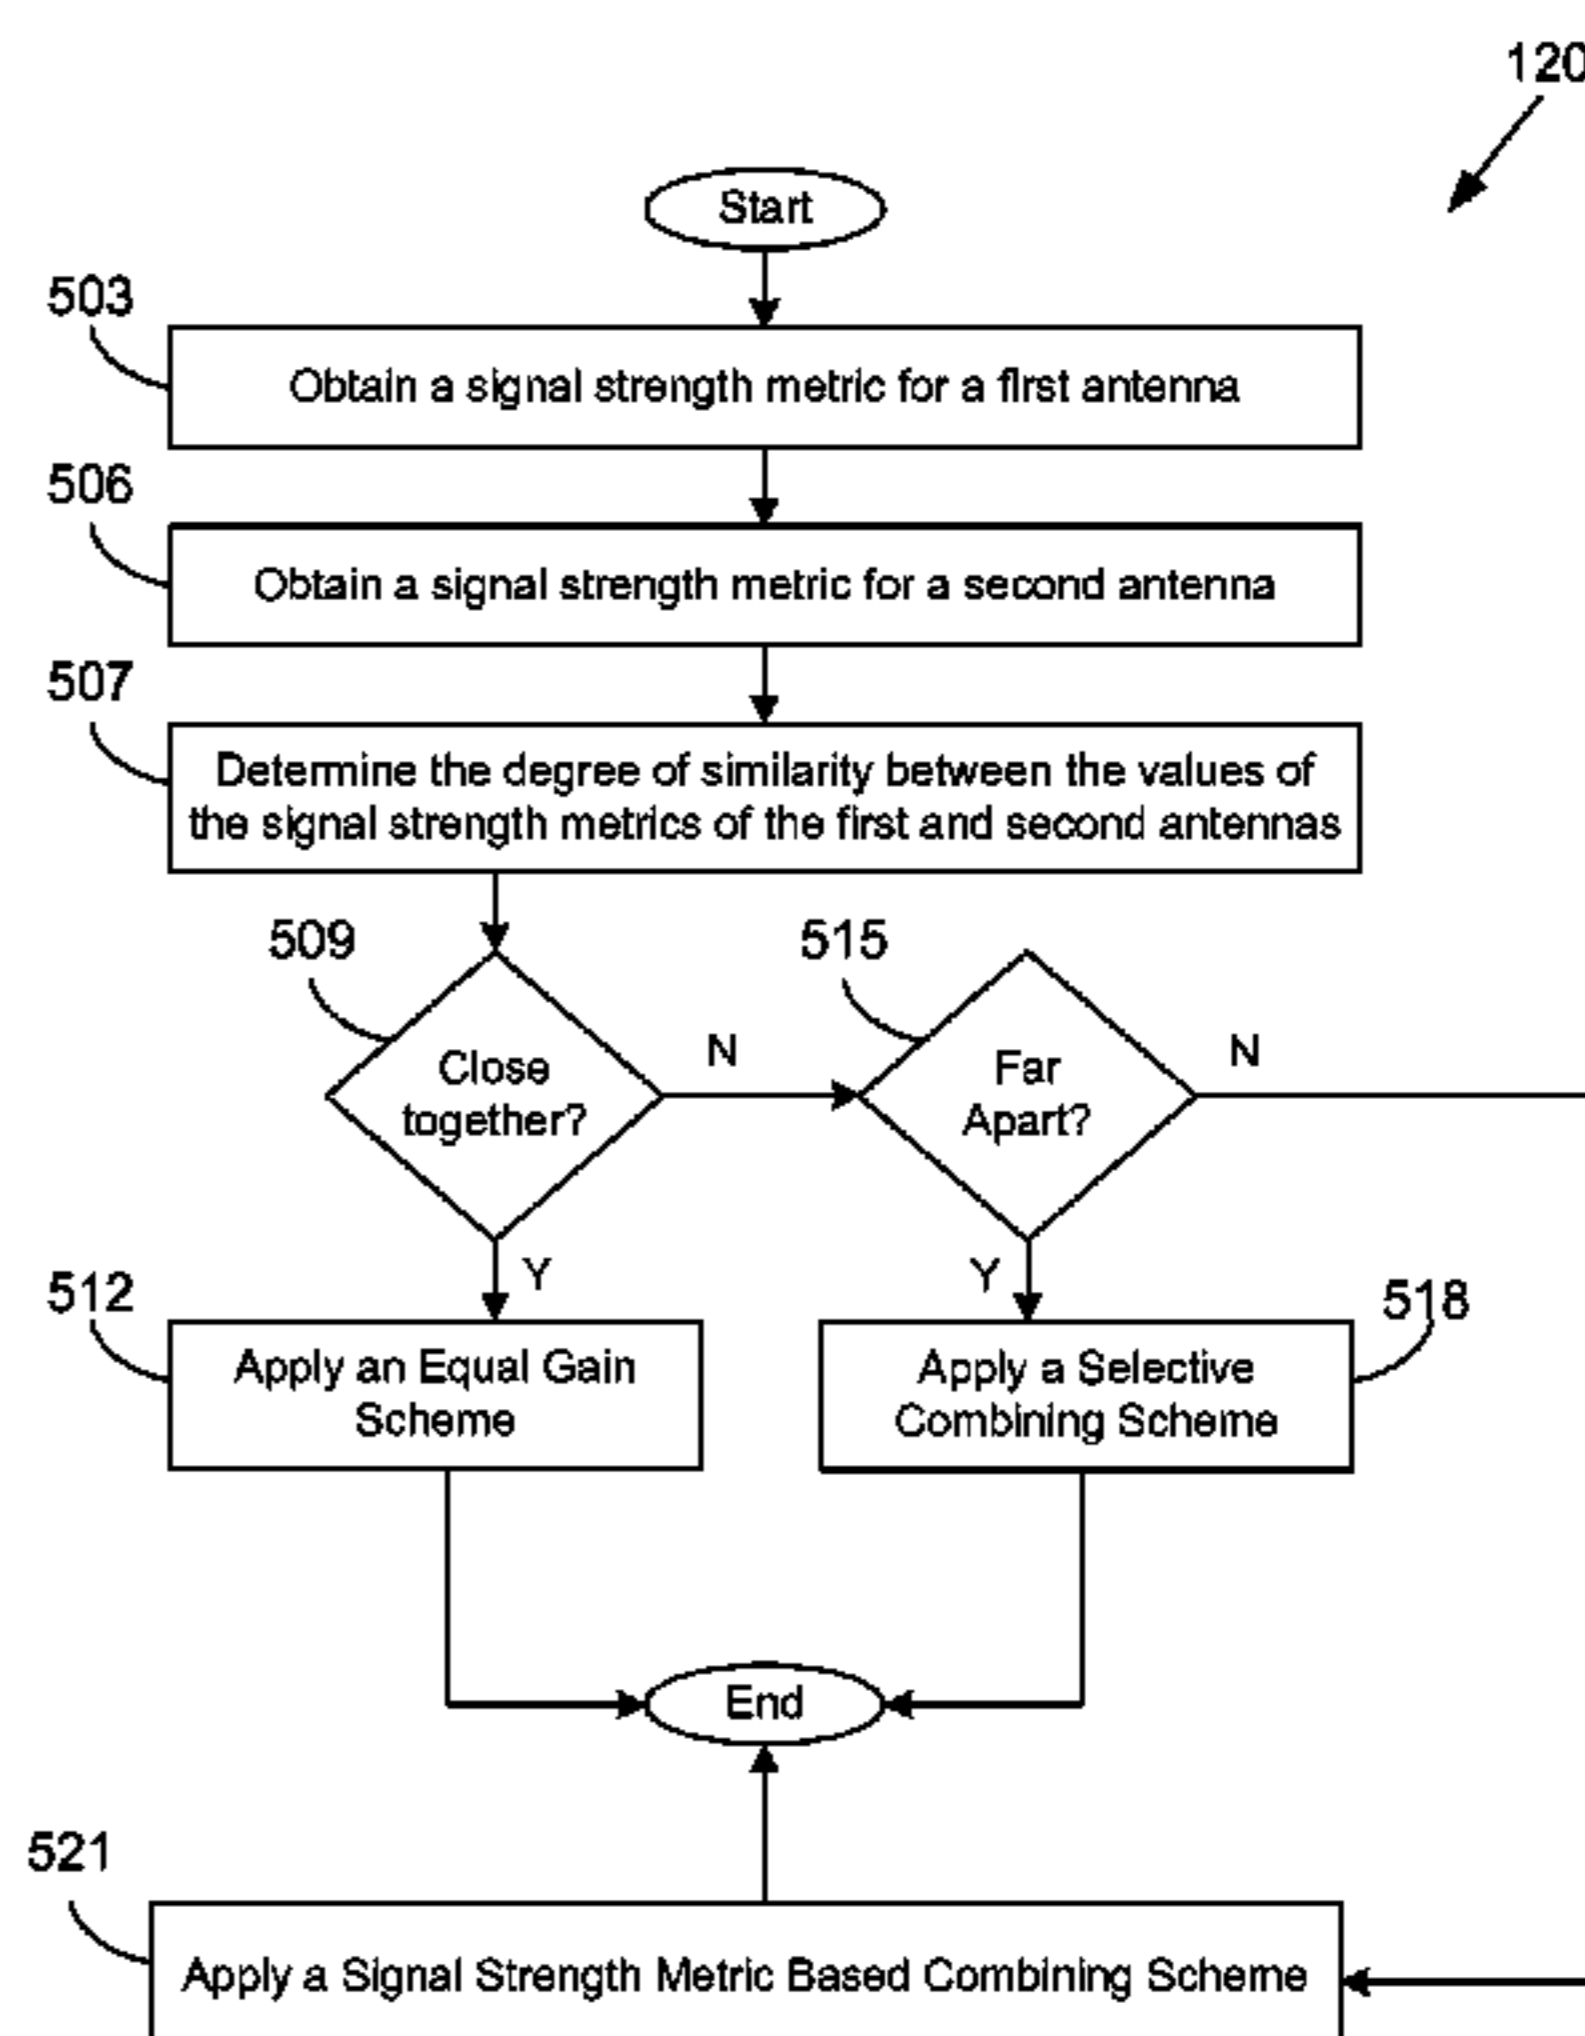 120
Start
503
Obtain a signal strength metric for a first antenna
506
Obtain a signal strength metric for a second antenna
507
Determine the degree of similarity between the values of
the signal strength metrics of the first and second antennas
509
515
Close
together?
N
Far
Apart?
N
Y
Y
512
518
Apply an Equal Gain
Scheme
Apply a Selective
Combining Scheme
End
521
Apply a Signal Strength Metric Based Combining Scheme